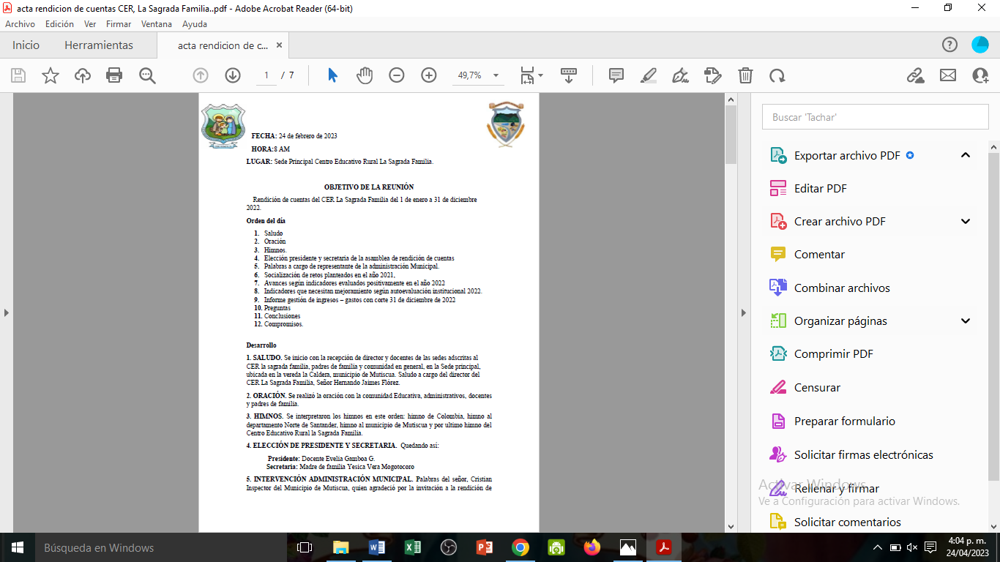 acta rendicion de cuentas CER, La Sagrada Familia..pdf - Adobe Acrobat Reader (64-bit)
Archivo Edición Ver Firmar Ventana Ayuda
Inicio Herramientas acta rendicion de c... ×
1 / 7 49,7%
FECHA: 24 de febrero de 2023
HORA:8 AM
LUGAR: Sede Principal Centro Educativo Rural La Sagrada Familia.
OBJETIVO DE LA REUNIÓN
Rendición de cuentas del CER La Sagrada Familia del 1 de enero a 31 de diciembre
2022.
Orden del día
1. Saludo
2. Oración
3. Himnos.
4. Elección presidente y secretaria de la asamblea de rendición de cuentas
5. Palabras a cargo de representante de la administración Municipal.
6. Socialización de retos planteados en el año 2021,
7. Avances según indicadores evaluados positivamente en el año 2022
8. Indicadores que necesitan mejoramiento según autoevaluación institucional 2022.
9. Informe gestión de ingresos – gastos con corte 31 de diciembre de 2022
10. Preguntas
11. Conclusiones
12. Compromisos.
Desarrollo
1. SALUDO. Se inicio con la recepción de director y docentes de las sedes adscritas al
CER la sagrada familia, padres de familia y comunidad en general, en la Sede principal,
ubicada en la vereda la Caldera, municipio de Mutiscua. Saludo a cargo del director del
CER La Sagrada Familia, Señor Hernando Jaimes Flórez.
2. ORACIÓN. Se realizó la oración con la comunidad Educativa, administrativos, docentes
y padres de familia.
3. HIMNOS. Se interpretaron los himnos en este orden: himno de Colombia, himno al
departamento Norte de Santander, himno al municipio de Mutiscua y por ultimo himno del
Centro Educativo Rural la Sagrada Familia.
4. ELECCIÓN DE PRESIDENTE Y SECRETARIA. Quedando así:
Presidente: Docente Evelia Gamboa G.
Secretaria: Madre de familia Yesica Vera Mogotocoro
5. INTERVENCIÓN ADMINISTRACIÓN MUNICIPAL. Palabras del señor, Cristian
Inspector del Municipio de Mutiscua, quien agradeció por la invitación a la rendición de
Buscar 'Tachar'
Exportar archivo PDF
Editar PDF
Crear archivo PDF
Comentar
Combinar archivos
Organizar páginas
Comprimir PDF
Censurar
Preparar formulario
Solicitar firmas electrónicas
Rellenar y firmar
Solicitar comentarios
Activar Windows
Ve a Configuración para activar Windows.
Búsqueda en Windows
4:04 p. m.
24/04/2023